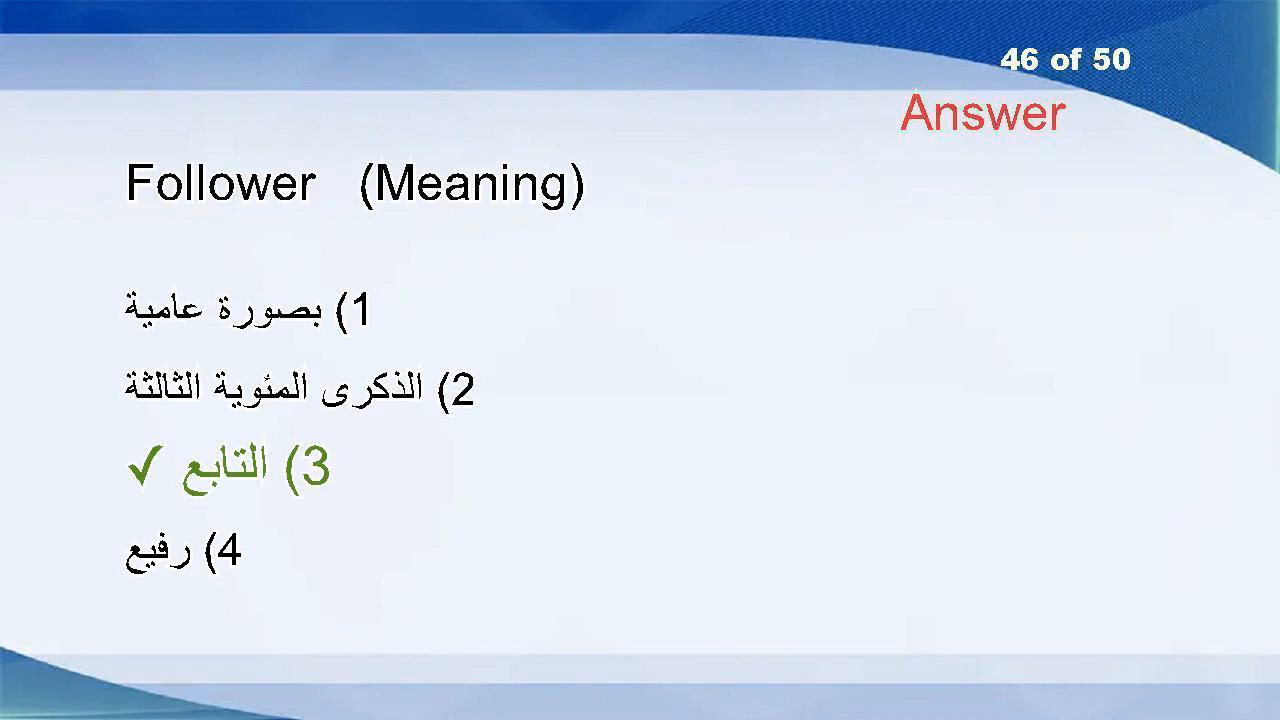 46 of 50
Answer
Follower (Meaning)
1) بصورة عامية
2) الذكرى المئوية الثالثة
3) التابع ✓
4) رفيع